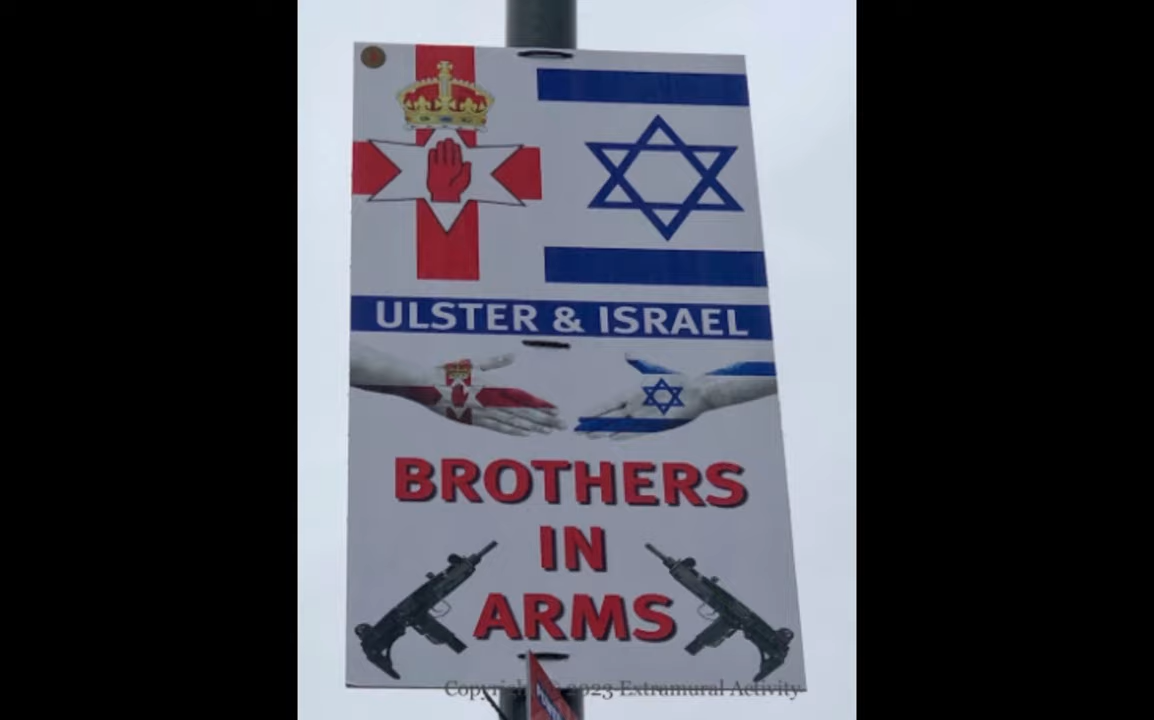 ULSTER & ISRAEL
BROTHERS
IN
ARMS
2023 Extramural Activity